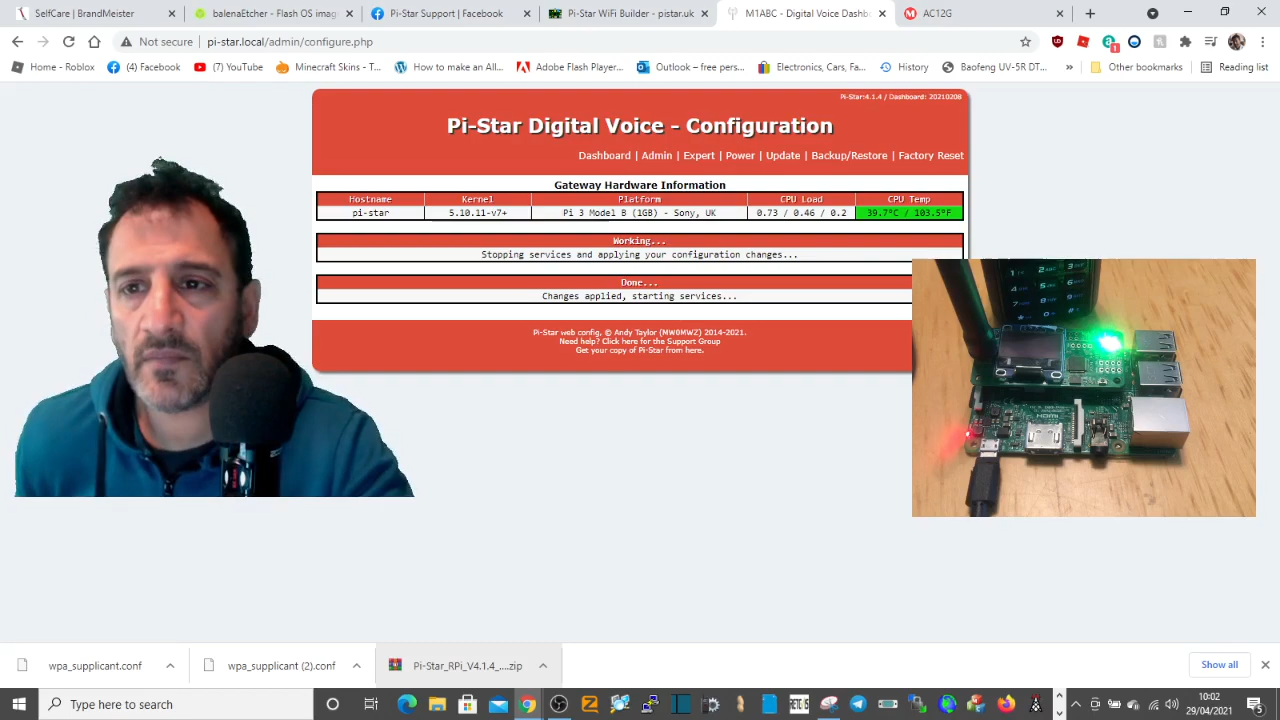 SelfCare | BrandMeister
balenaEtcher - Flash OS imag
Pi-Star Support | Facebook
Pi-Star WiFi Builder - pistar.uk
M1ABC - Digital Voice Dashb
AC12G
Not secure | pi-star.local/admin/configure.php
Home - Roblox
(4) Facebook
(7) YouTube
Minecraft Skins - T...
How to make an All...
Adobe Flash Player...
Outlook – free pers...
Electronics, Cars, Fa...
History
Baofeng UV-5R DT...
»
Other bookmarks
Reading list
Pi-Star:4.1.4 / Dashboard: 20210208
Pi-Star Digital Voice - Configuration
Dashboard | Admin | Expert | Power | Update | Backup/Restore | Factory Reset
Gateway Hardware Information
Hostname Kernel Platform CPU Load CPU Temp
pi-star 5.10.11-v7+ Pi 3 Model B (1GB) - Sony, UK 0.73 / 0.46 / 0.2 39.7°C / 103.5°F
Working...
Stopping services and applying your configuration changes...
Done...
Changes applied, starting services...
Pi-Star web config, © Andy Taylor (MW0MWZ) 2014-2021.
Need help? Click here for the Support Group
Get your copy of Pi-Star from here.
HDMI
wpa_supplicant.conf
wpa_supplicant (2).conf
Pi-Star_RPi_V4.1.4_....zip
Show all
Type here to search
10:02
29/04/2021